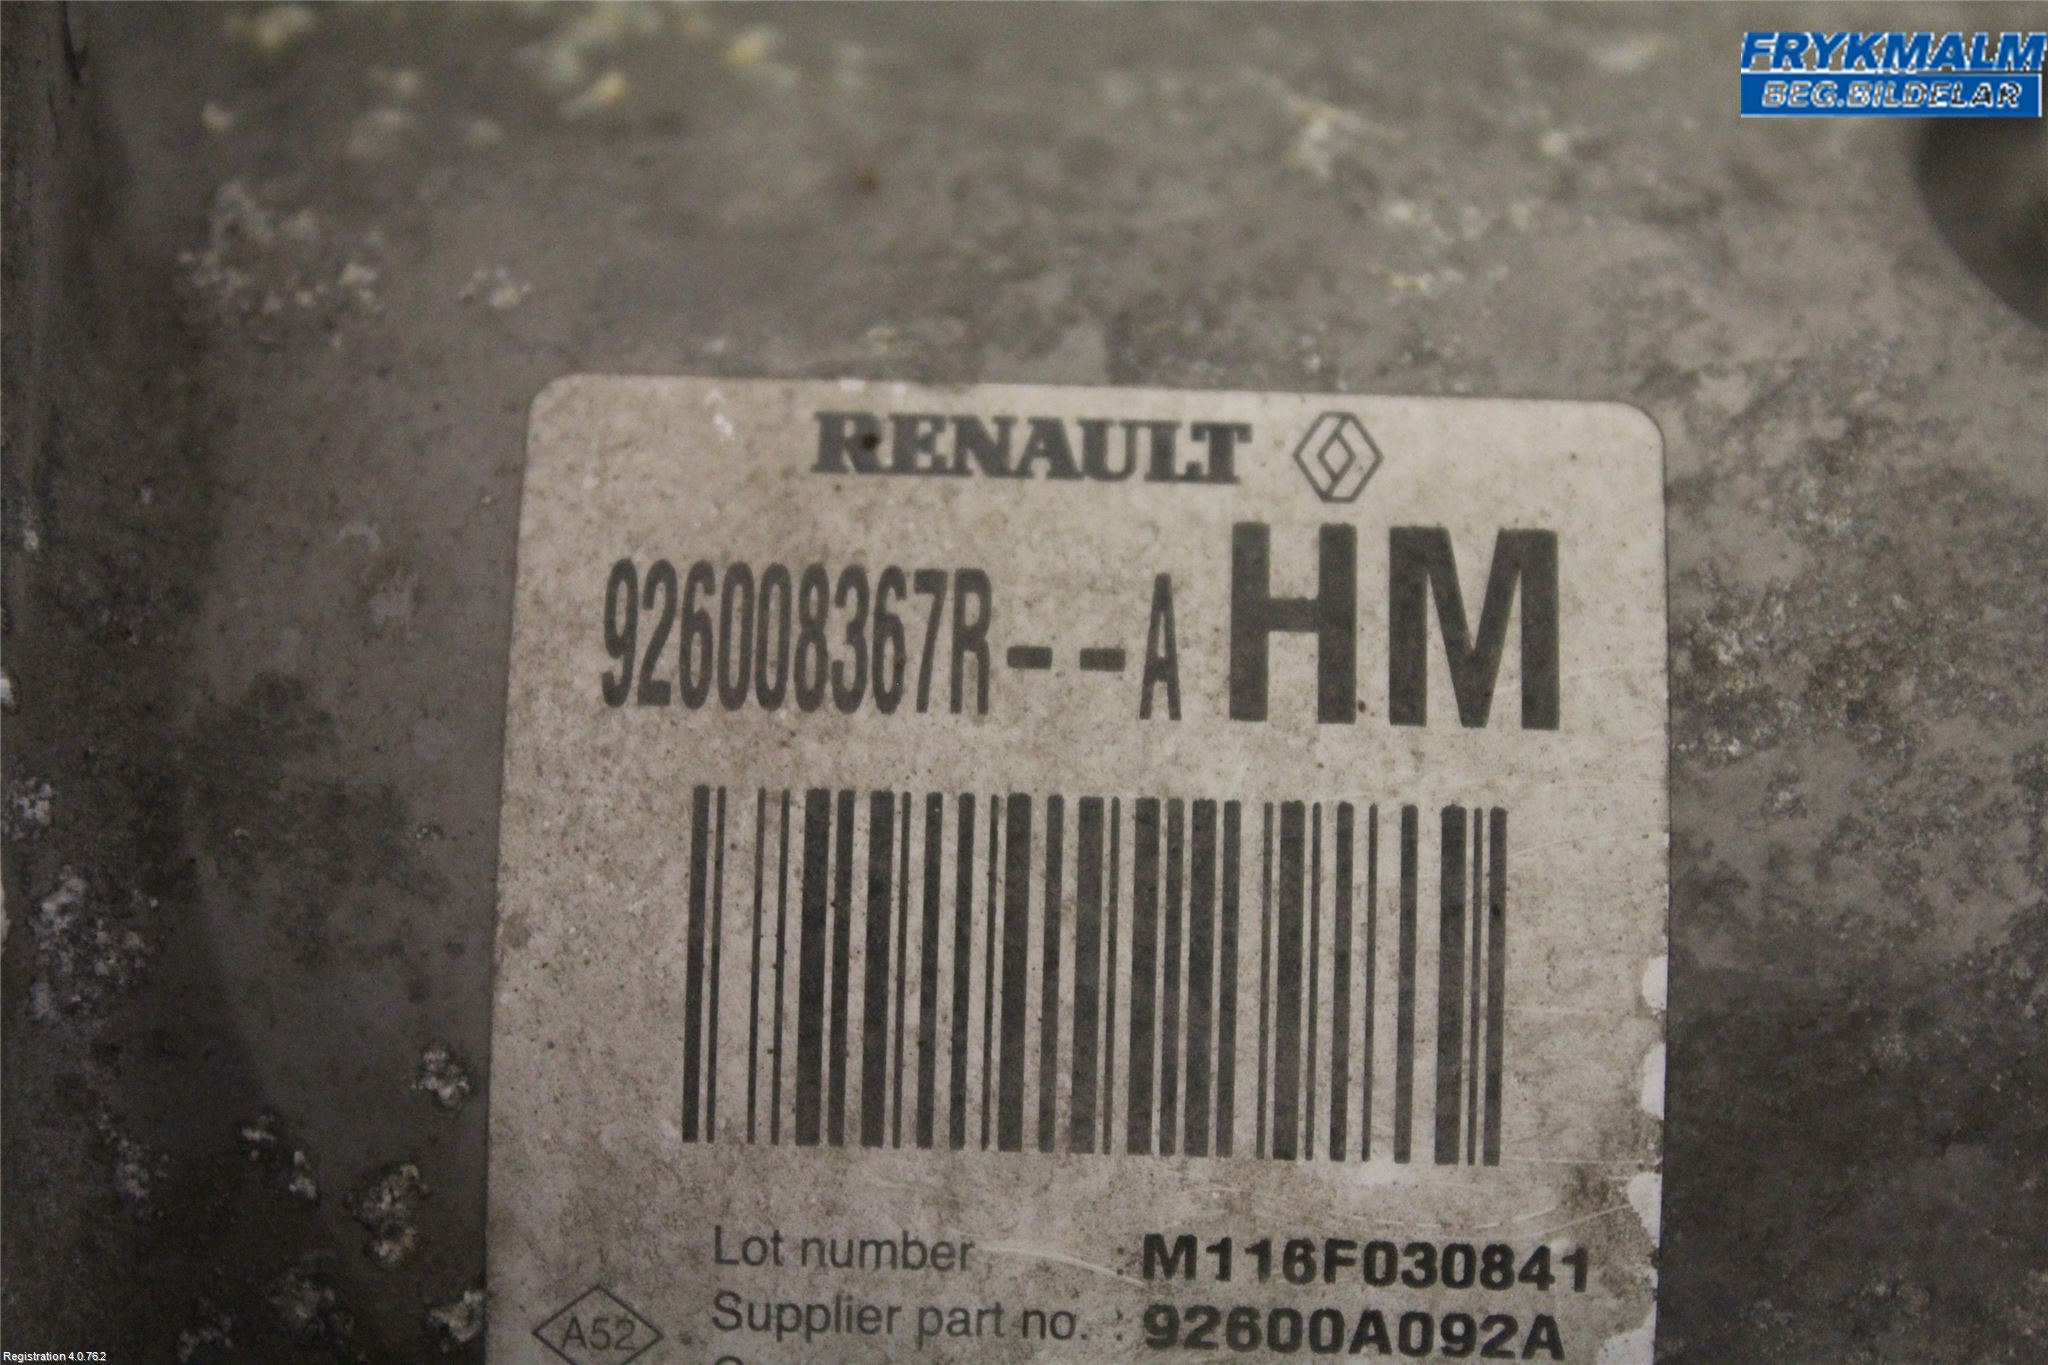 FRYKMALM
BEG.BILDELAR
RENAULT
926008367R--A HM
Lot number : M116F030841
Supplier part no. : 92600A092A
A52
Registration 4.0.76.2